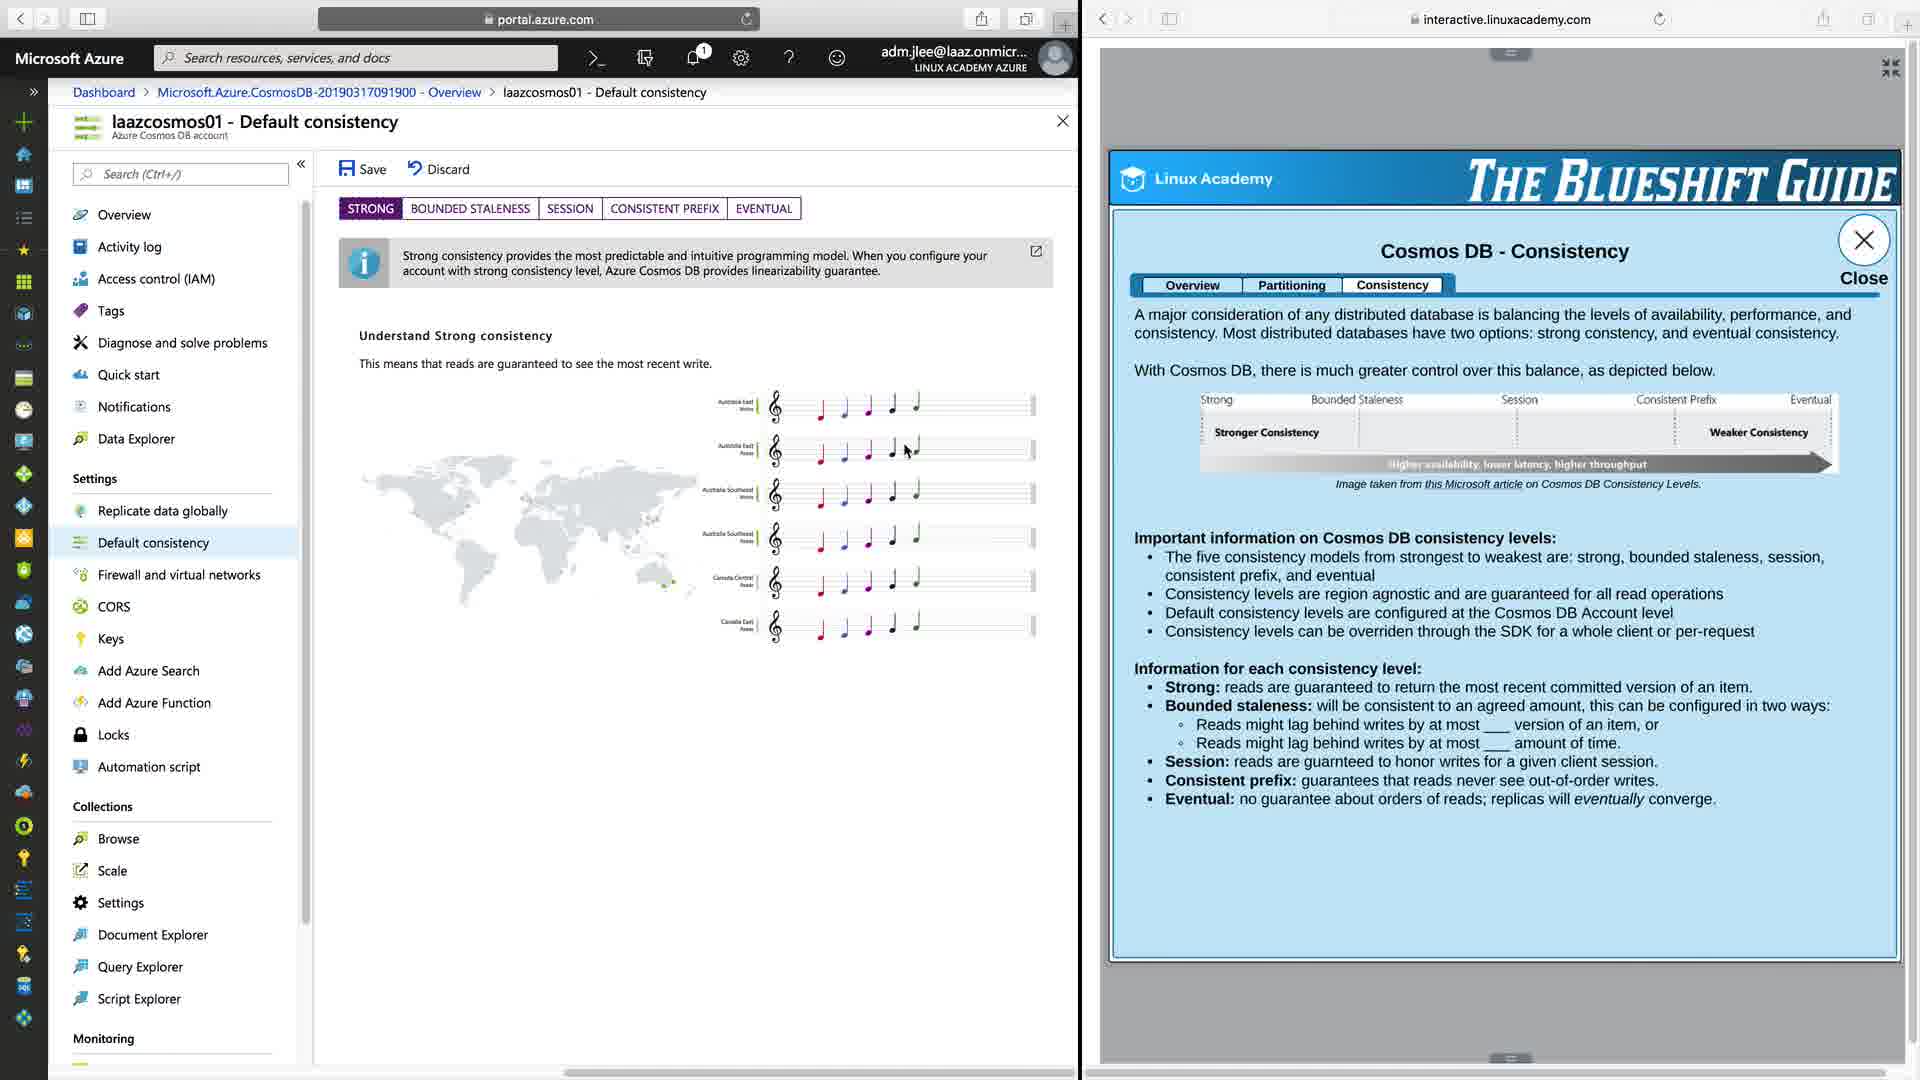 portal.azure.com
Microsoft Azure
Search resources, services, and docs
1
adm.jlee@laaz.onmicr...
LINUX ACADEMY AZURE
Dashboard > Microsoft.Azure.CosmosDB-20190317091900 - Overview > laazcosmos01 - Default consistency
laazcosmos01 - Default consistency
Azure Cosmos DB account
Search (Ctrl+/)
Overview
Activity log
Access control (IAM)
Tags
Diagnose and solve problems
Quick start
Notifications
Data Explorer
Settings
Replicate data globally
Default consistency
Firewall and virtual networks
CORS
Keys
Add Azure Search
Add Azure Function
Locks
Automation script
Collections
Browse
Scale
Settings
Document Explorer
Query Explorer
Script Explorer
Monitoring
Save
Discard
STRONG
BOUNDED STALENESS
SESSION
CONSISTENT PREFIX
EVENTUAL
Strong consistency provides the most predictable and intuitive programming model. When you configure your
account with strong consistency level, Azure Cosmos DB provides linearizability guarantee.
Understand Strong consistency
This means that reads are guaranteed to see the most recent write.
Australia East
Writes
Australia East
Reads
Australia Southeast
Writes
Australia Southeast
Reads
Canada Central
Reads
Canada East
Reads
interactive.linuxacademy.com
Linux Academy
THE BLUESHIFT GUIDE
Cosmos DB - Consistency
Close
Overview
Partitioning
Consistency
A major consideration of any distributed database is balancing the levels of availability, performance, and
consistency. Most distributed databases have two options: strong constency, and eventual consistency.
With Cosmos DB, there is much greater control over this balance, as depicted below.
Strong
Bounded Staleness
Session
Consistent Prefix
Eventual
Stronger Consistency
Weaker Consistency
Higher availability, lower latency, higher throughput
Image taken from this Microsoft article on Cosmos DB Consistency Levels.
Important information on Cosmos DB consistency levels:
• The five consistency models from strongest to weakest are: strong, bounded staleness, session,
consistent prefix, and eventual
• Consistency levels are region agnostic and are guaranteed for all read operations
• Default consistency levels are configured at the Cosmos DB Account level
• Consistency levels can be overriden through the SDK for a whole client or per-request
Information for each consistency level:
• Strong: reads are guaranteed to return the most recent committed version of an item.
• Bounded staleness: will be consistent to an agreed amount, this can be configured in two ways:
◦ Reads might lag behind writes by at most ___ version of an item, or
◦ Reads might lag behind writes by at most ___ amount of time.
• Session: reads are guarnteed to honor writes for a given client session.
• Consistent prefix: guarantees that reads never see out-of-order writes.
• Eventual: no guarantee about orders of reads; replicas will eventually converge.